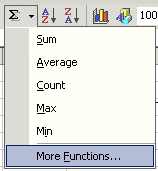 Σ A Z Z A 100
Sum
Average
Count
Max
Min
More Functions...